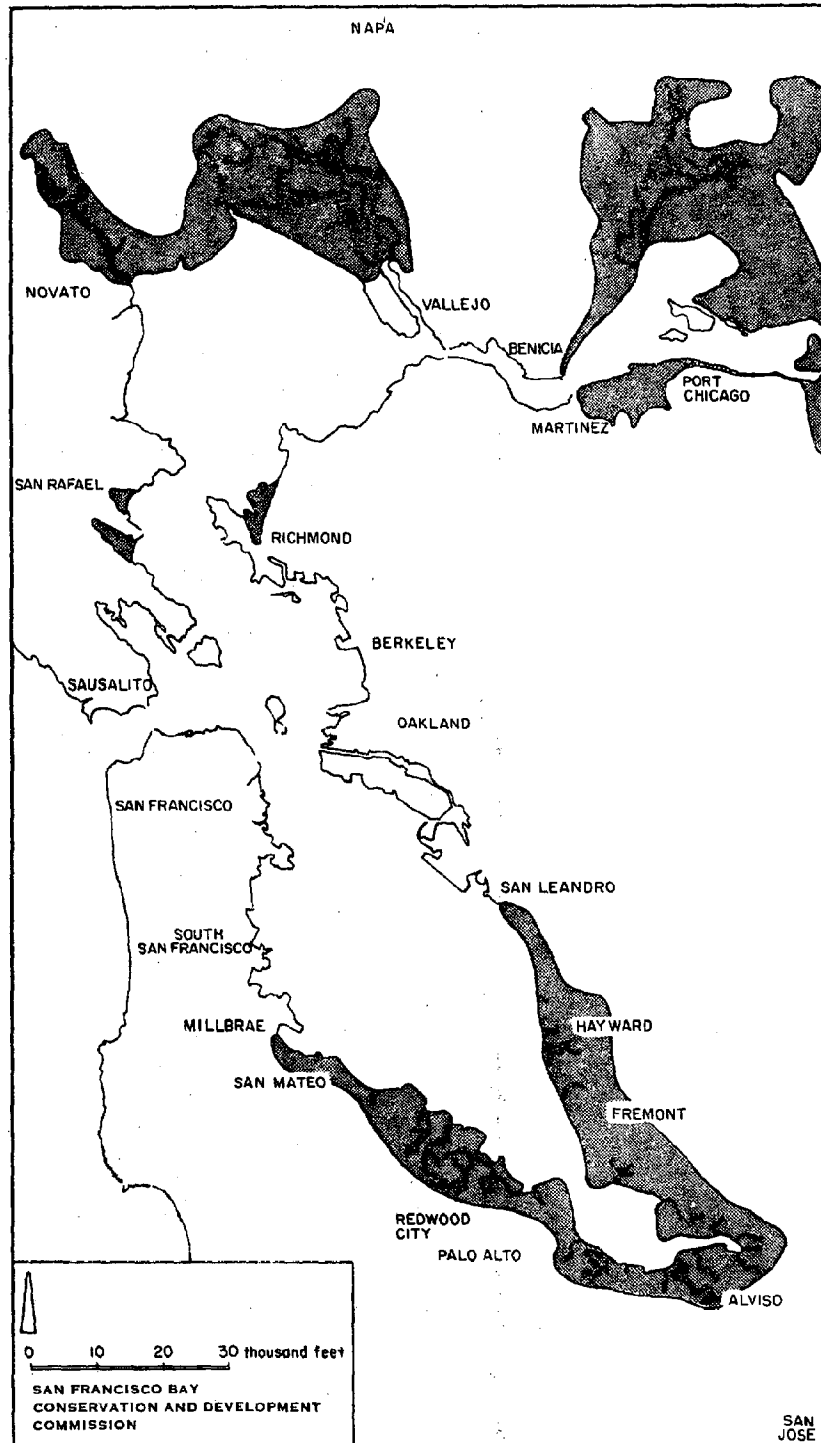 NAPA
NOVATO
VALLEJO
BENICIA
PORT
CHICAGO
MARTINEZ
SAN RAFAEL
RICHMOND
BERKELEY
SAUSALITO
OAKLAND
SAN FRANCISCO
SAN LEANDRO
SOUTH
SAN FRANCISCO
HAYWARD
MILLBRAE
SAN MATEO
FREMONT
REDWOOD
CITY
PALO ALTO
ALVISO
0 10 20 30 thousand feet
SAN FRANCISCO BAY
CONSERVATION AND DEVELOPMENT
COMMISSION
SAN
JOSE